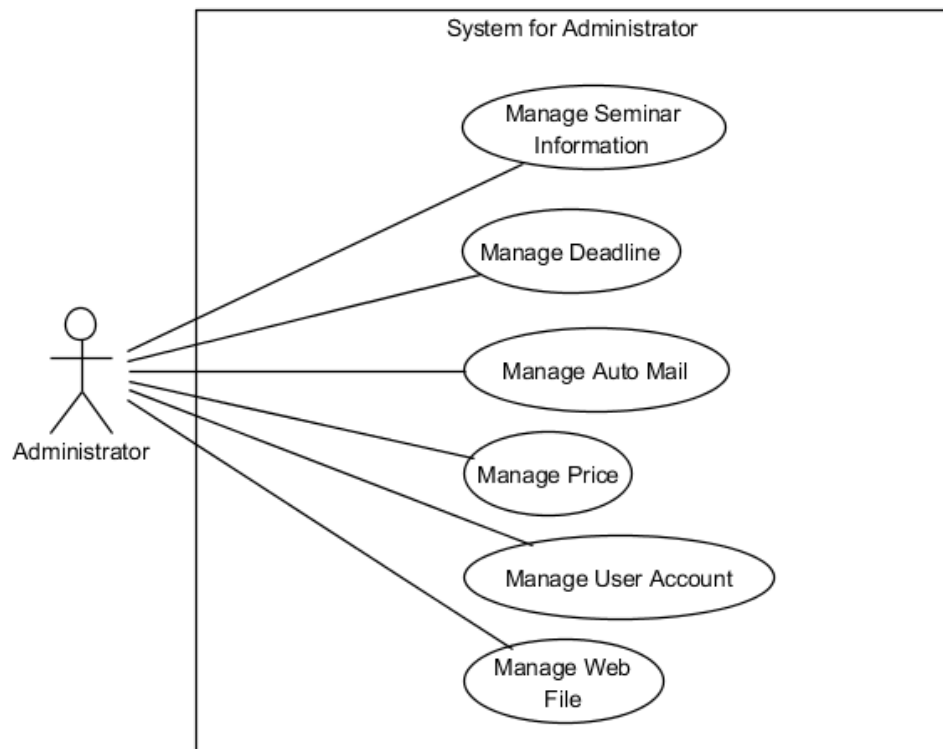 System for Administrator
Manage Seminar
Information
Manage Deadline
Manage Auto Mail
Administrator
Manage Price
Manage User Account
Manage Web
File